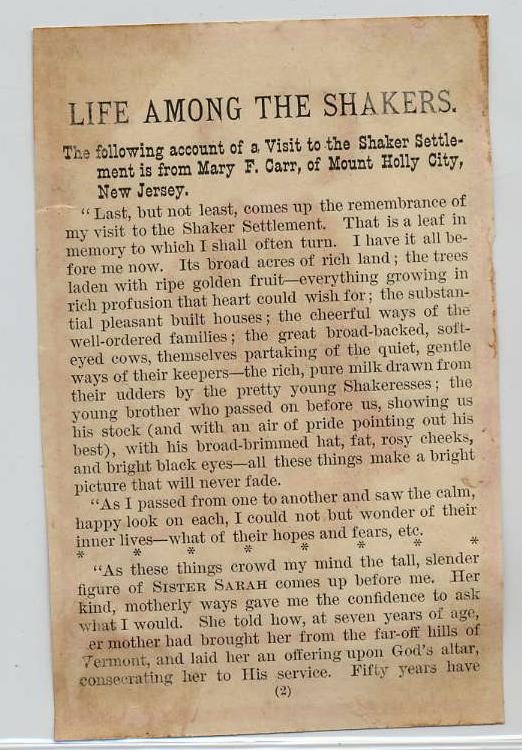 LIFE AMONG THE SHAKERS.
The following account of a Visit to the Shaker Settle-
ment is from Mary F. Carr, of Mount Holly City,
New Jersey.
“Last, but not least, comes up the remembrance of
my visit to the Shaker Settlement. That is a leaf in
memory to which I shall often turn. I have it all be-
fore me now. Its broad acres of rich land; the trees
laden with ripe golden fruit—everything growing in
rich profusion that heart could wish for; the substan-
tial pleasant built houses; the cheerful ways of the
well-ordered families; the great broad-backed, soft-
eyed cows, themselves partaking of the quiet, gentle
ways of their keepers—the rich, pure milk drawn from
their udders by the pretty young Shakeresses; the
young brother who passed on before us, showing us
his stock (and with an air of pride pointing out his
best), with his broad-brimmed hat, fat, rosy cheeks,
and bright black eyes—all these things make a bright
picture that will never fade.
“As I passed from one to another and saw the calm,
happy look on each, I could not but wonder of their
inner lives—what of their hopes and fears, etc.
* * * * * * * *
“As these things crowd my mind the tall, slender
figure of SISTER SARAH comes up before me. Her
kind, motherly ways gave me the confidence to ask
what I would. She told how, at seven years of age,
er mother had brought her from the far-off hills of
Vermont, and laid her an offering upon God's altar,
consecrating her to His service. Fifty years have
(2)